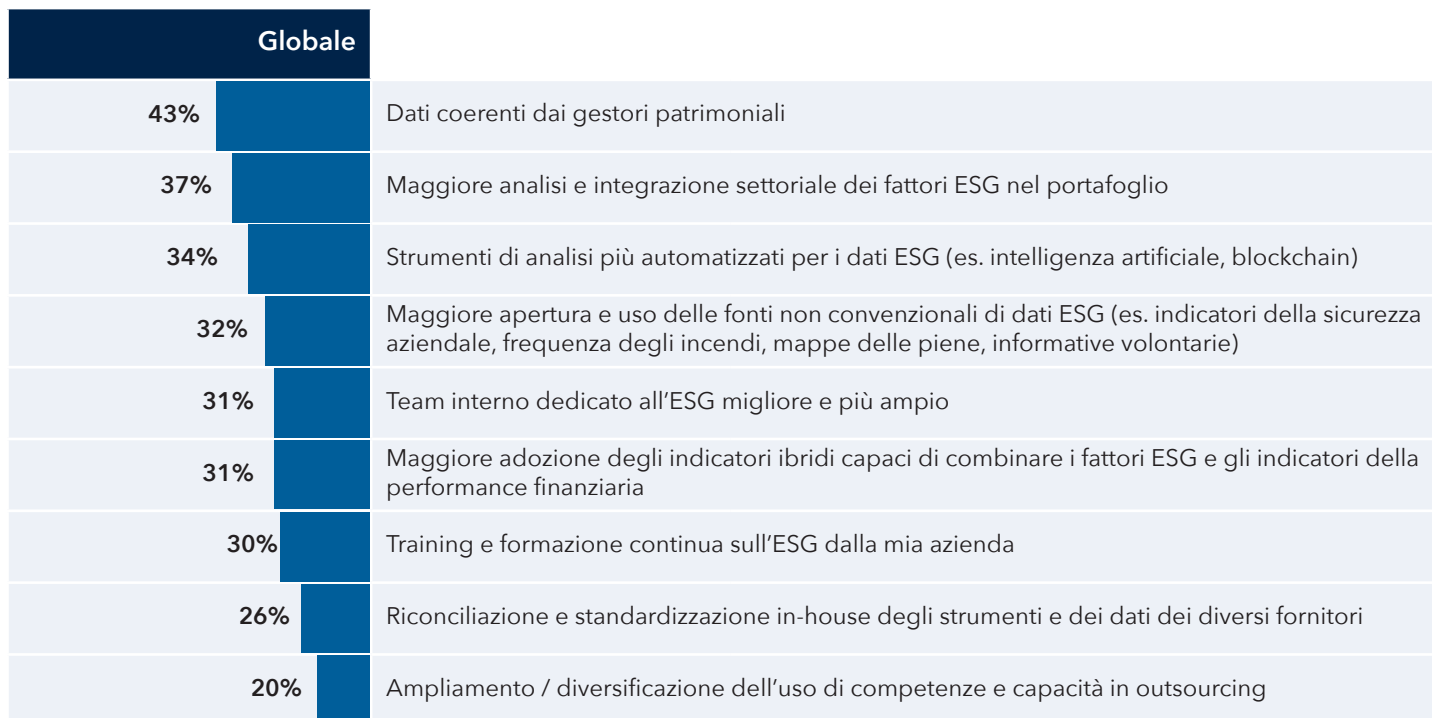 Globale
43%
Dati coerenti dai gestori patrimoniali
37%
Maggiore analisi e integrazione settoriale dei fattori ESG nel portafoglio
34%
Strumenti di analisi più automatizzati per i dati ESG (es. intelligenza artificiale, blockchain)
32%
Maggiore apertura e uso delle fonti non convenzionali di dati ESG (es. indicatori della sicurezza
aziendale, frequenza degli incendi, mappe delle piene, informative volontarie)
31%
Team interno dedicato all’ESG migliore e più ampio
31%
Maggiore adozione degli indicatori ibridi capaci di combinare i fattori ESG e gli indicatori della
performance finanziaria
30%
Training e formazione continua sull’ESG dalla mia azienda
26%
Riconciliazione e standardizzazione in-house degli strumenti e dei dati dei diversi fornitori
20%
Ampliamento / diversificazione dell’uso di competenze e capacità in outsourcing